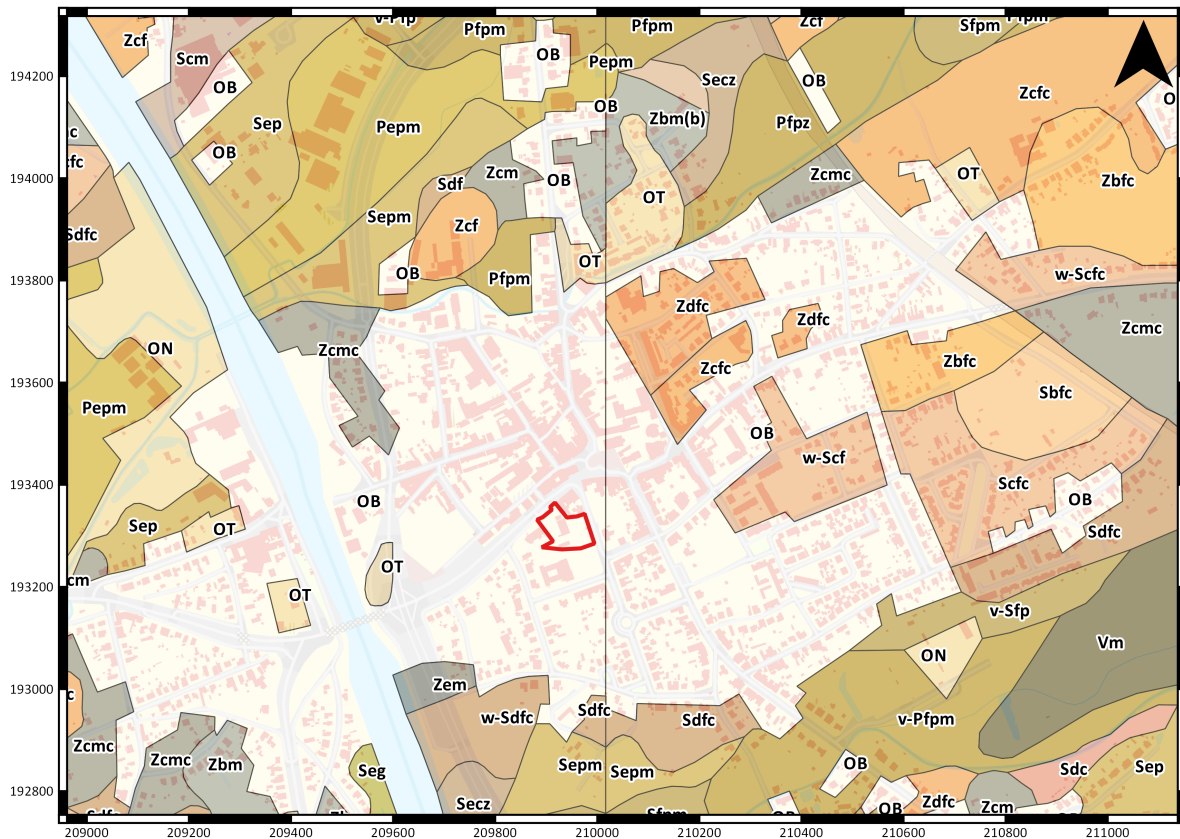 v-Pfp
Pfpm
Pfpm
Zcf
Sfpm
Pfpm
Zcf
Scm
OB
Pepm
Secz
OB
194200
OB
Zcfc
OB
Zbm(b)
Sep
Pepm
Pfpz
OB
Zcm
Zcmc
OT
Zbfc
194000
OB
Sdf
OT
Sepm
Zcf
Sdfc
OT
w-Scfc
OB
Pfpm
193800
Zdfc
Zdfc
Zcmc
ON
Zcmc
Zcfc
Zbfc
193600
Sbfc
Pepm
OB
w-Scf
Scfc
193400
OB
OB
Sep
OT
Sdfc
OT
cm
OT
193200
v-Sfp
Vm
ON
Zem
193000
w-Sdfc
Sdfc
Sdfc
v-Pfpm
Zcmc
Zcmc
Zbm
Seg
Sepm
Sepm
OB
Sdc
Sep
192800
Secz
Zdfc
Zcm
OB
209000
209200
209400
209600
209800
210000
210200
210400
210600
210800
211000